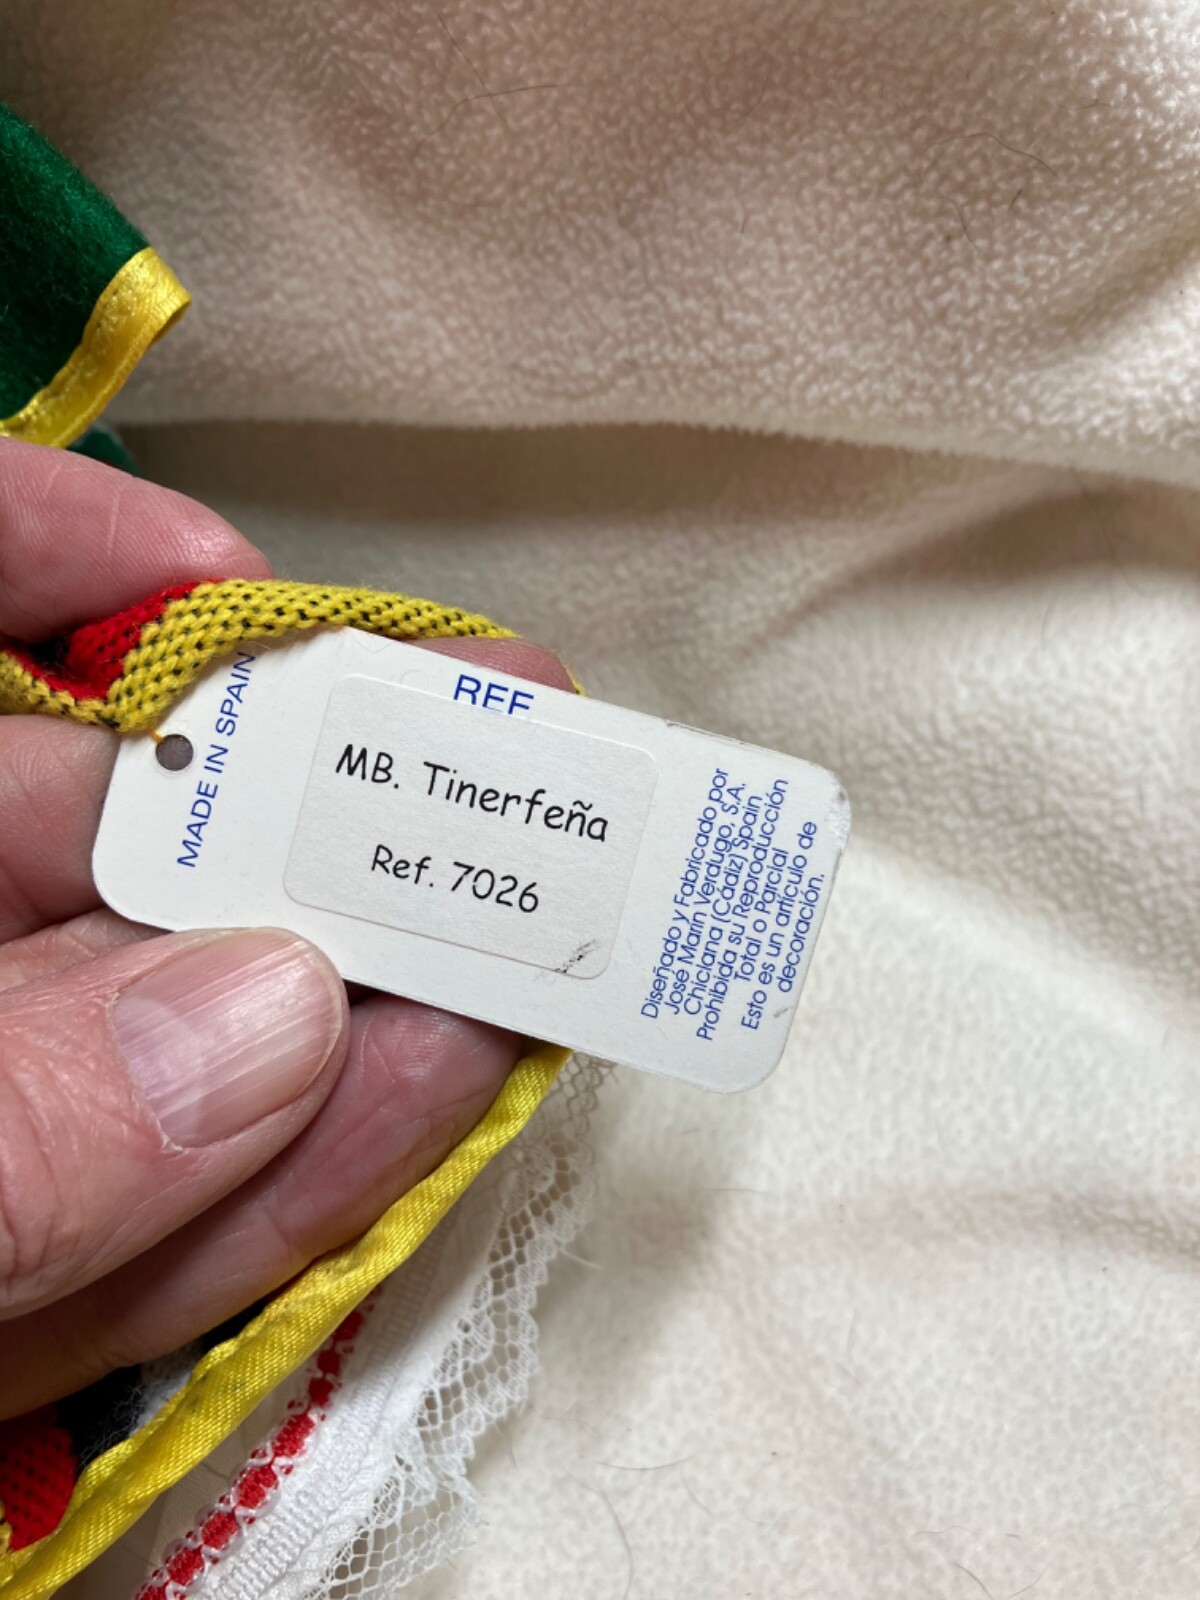 MADE IN SPAIN
REF.
MB. Tinerfeña
Ref. 7026
Diseñado y Fabricado por
José Marín Verdugo, S.A.
Chiclana (Cádiz) Spain
Prohibida su Reproducción
Total o Parcial
Esto es un artículo de
decoración.